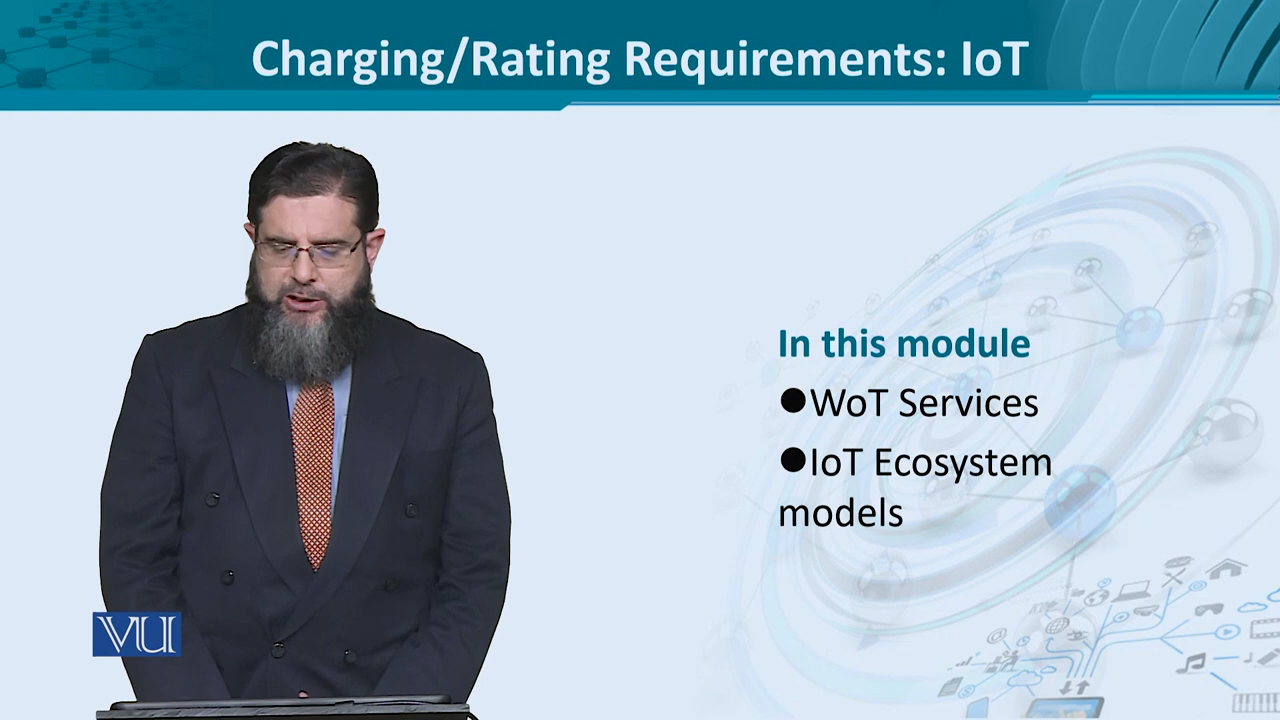 Charging/Rating Requirements: IoT
In this module
●WoT Services
●IoT Ecosystem
models
VU